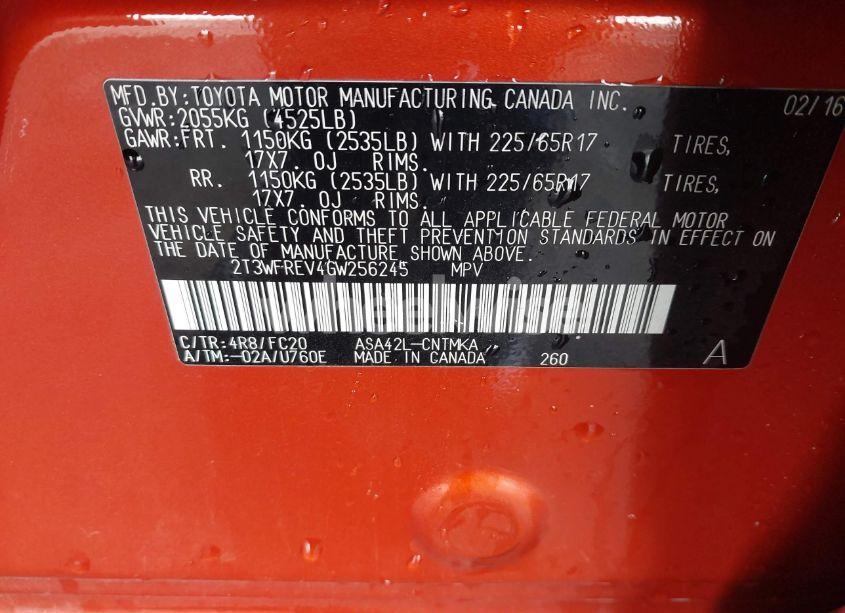 MFD.BY:TOYOTA MOTOR MANUFACTURING CANADA INC. 02/16
GVWR:2055KG (4525LB)
GAWR:FRT. 1150KG (2535LB) WITH 225/65R17 TIRES,
17X7.0J RIMS.
RR. 1150KG (2535LB) WITH 225/65R17 TIRES,
17X7.0J RIMS.
THIS VEHICLE CONFORMS TO ALL APPLICABLE FEDERAL MOTOR
VEHICLE SAFETY AND THEFT PREVENTION STANDARDS IN EFFECT ON
THE DATE OF MANUFACTURE SHOWN ABOVE.
2T3WFREV4GW256245 MPV
C/TR:4R8/FC20 ASA42L-CNTMKA
A/TM:-02A/U760E MADE IN CANADA 260 A